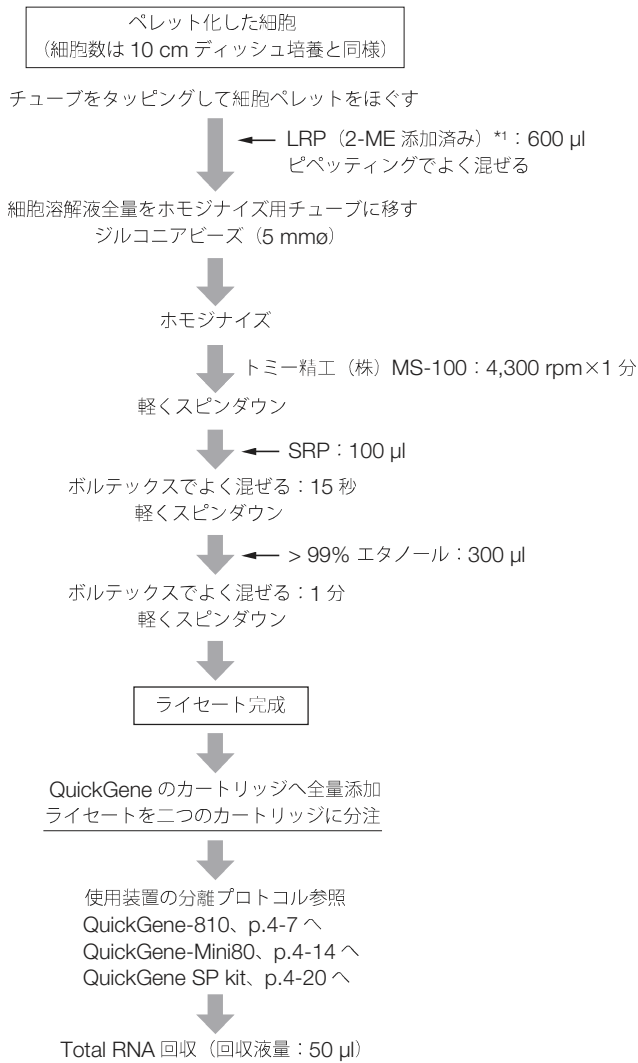 ペレット化した細胞
（細胞数は 10 cm ディッシュ培養と同様）
チューブをタッピングして細胞ペレットをほぐす
LRP（2-ME 添加済み）*1：600 µl
ピペッティングでよく混ぜる
細胞溶解液全量をホモジナイズ用チューブに移す
ジルコニアビーズ（5 mmø）
ホモジナイズ
トミー精工（株）MS-100：4,300 rpm×1 分
軽くスピンダウン
SRP：100 µl
ボルテックスでよく混ぜる：15 秒
軽くスピンダウン
> 99% エタノール：300 µl
ボルテックスでよく混ぜる：1 分
軽くスピンダウン
ライセート完成
QuickGene のカートリッジへ全量添加
ライセートを二つのカートリッジに分注
使用装置の分離プロトコル参照
QuickGene-810、p.4-7 へ
QuickGene-Mini80、p.4-14 へ
QuickGene SP kit、p.4-20 へ
Total RNA 回収（回収液量：50 µl）